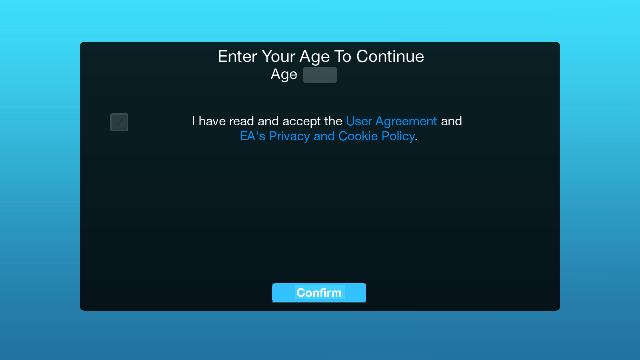 Enter Your Age To Continue
Age
I have read and accept the User Agreement and
EA's Privacy and Cookie Policy.
Confirm